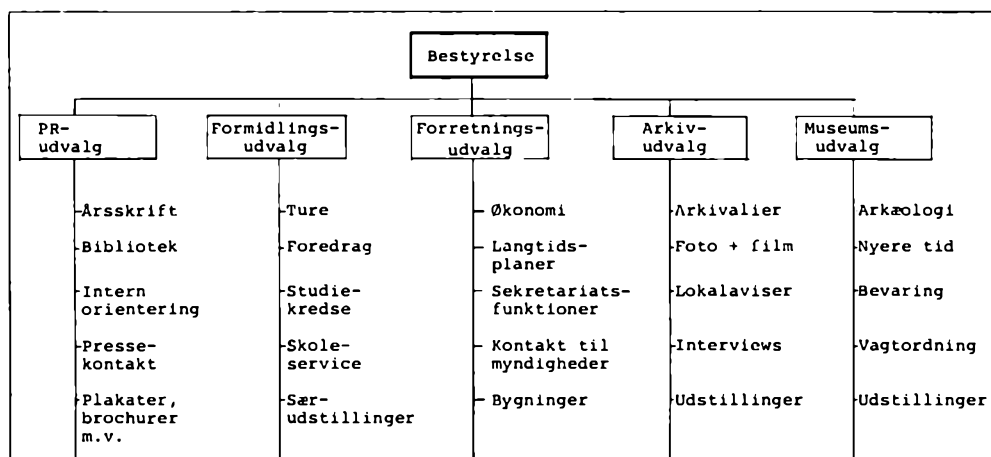 Bestyrelse
PR-
udvalg
Formidlings-
udvalg
Forretnings-
udvalg
Arkiv-
udvalg
Museums-
udvalg
Årsskrift
Bibliotek
Intern
orientering
Presse-
kontakt
Plakater,
brochurer
m.v.
Ture
Foredrag
Studie-
kredse
Skole-
service
Sær-
udstillinger
Økonomi
Langtids-
planer
Sekretariats-
funktioner
Kontakt til
myndigheder
Bygninger
Arkivalier
Foto + film
Lokalaviser
Interviews
Udstillinger
Arkæologi
Nyere tid
Bevaring
Vagtordning
Udstillinger